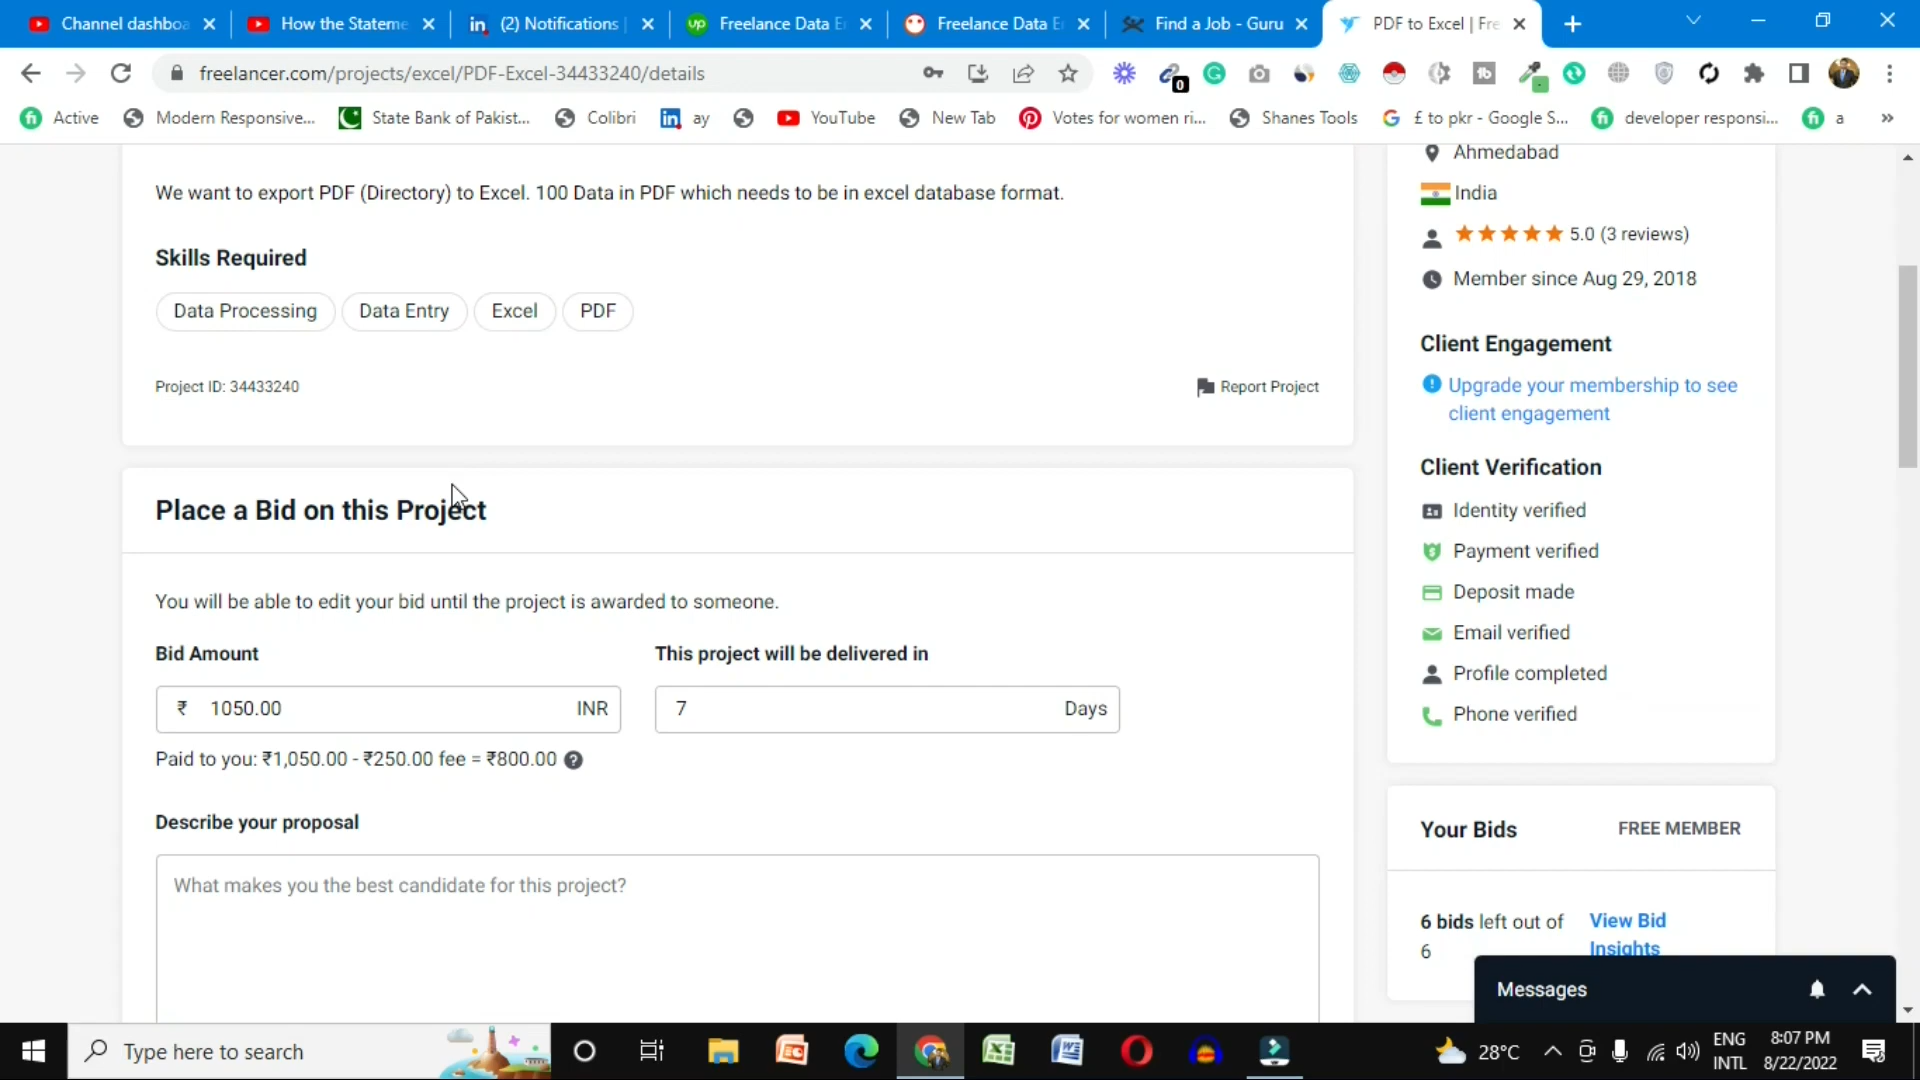 Channel dashboa
How the Stateme
(2) Notifications
Freelance Data E
Freelance Data E
Find a Job - Guru
PDF to Excel | Fre
freelancer.com/projects/excel/PDF-Excel-34433240/details
0
Active
Modern Responsive...
State Bank of Pakist...
Colibri
ay
YouTube
New Tab
Votes for women ri...
Shanes Tools
£ to pkr - Google S...
developer responsi...
a
We want to export PDF (Directory) to Excel. 100 Data in PDF which needs to be in excel database format.
Skills Required
Data Processing
Data Entry
Excel
PDF
Project ID: 34433240
Report Project
Place a Bid on this Project
You will be able to edit your bid until the project is awarded to someone.
Bid Amount
This project will be delivered in
₹ 1050.00 INR
7 Days
Paid to you: ₹1,050.00 - ₹250.00 fee = ₹800.00
Describe your proposal
What makes you the best candidate for this project?
Ahmedabad
India
5.0 (3 reviews)
Member since Aug 29, 2018
Client Engagement
Upgrade your membership to see
client engagement
Client Verification
Identity verified
Payment verified
Deposit made
Email verified
Profile completed
Phone verified
Your Bids
FREE MEMBER
6 bids left out of
6
View Bid
Insights
Messages
Type here to search
28°C
ENG
INTL
8:07 PM
8/22/2022